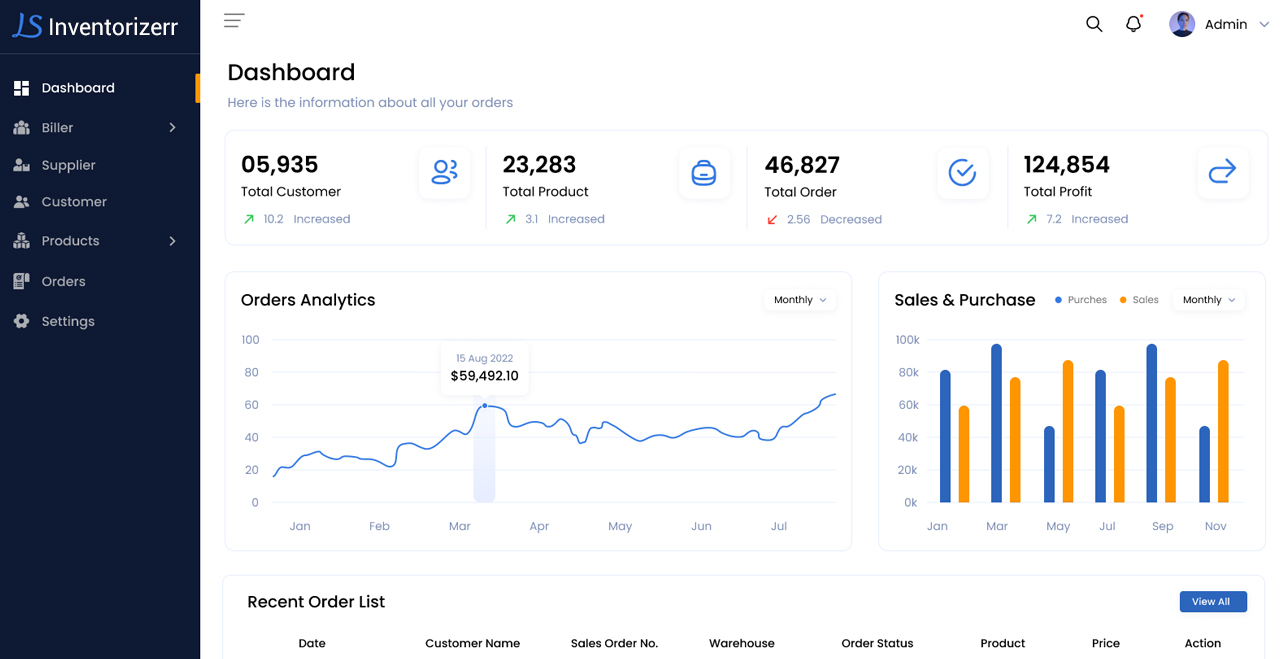 LS Inventorizerr
Dashboard
Biller
Supplier
Customer
Products
Orders
Settings
Admin
Dashboard
Here is the information about all your orders
05,935
Total Customer
10.2 Increased
23,283
Total Product
3.1 Increased
46,827
Total Order
2.56 Decreased
124,854
Total Profit
7.2 Increased
Orders Analytics
Monthly
100
80
60
40
20
0
15 Aug 2022
$59,492.10
Jan Feb Mar Apr May Jun Jul
Sales & Purchase
Purches Sales
Monthly
100k
80k
60k
40k
20k
0k
Jan Mar May Jul Sep Nov
Recent Order List
View All
Date Customer Name Sales Order No. Warehouse Order Status Product Price Action